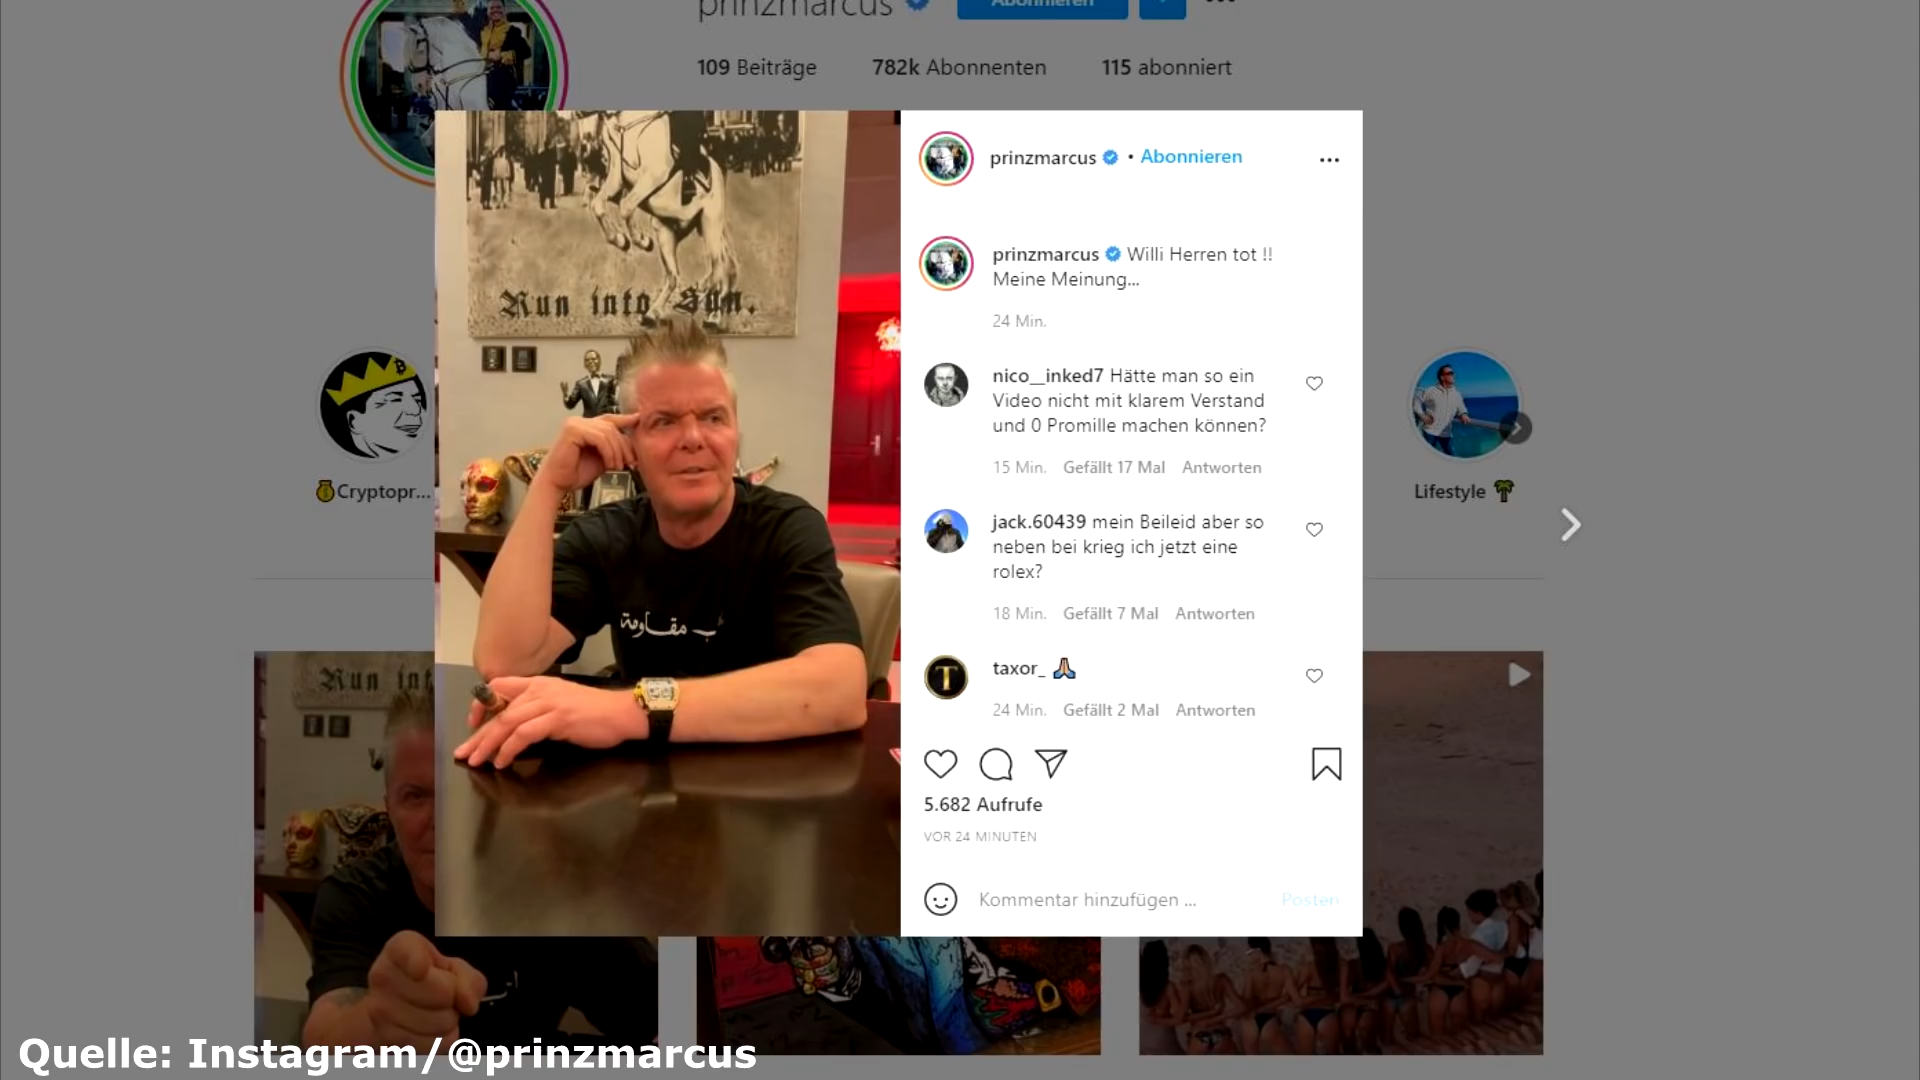 prinzmarcus
Abonnieren
109 Beiträge
782k Abonnenten
115 abonniert
Run into Sun.
مقاومة
prinzmarcus • Abonnieren
prinzmarcus Willi Herren tot !!
Meine Meinung...
24 Min.
nico__inked7 Hätte man so ein
Video nicht mit klarem Verstand
und 0 Promille machen können?
15 Min. Gefällt 17 Mal Antworten
jack.60439 mein Beileid aber so
neben bei krieg ich jetzt eine
rolex?
18 Min. Gefällt 7 Mal Antworten
T
taxor_ 🙏
24 Min. Gefällt 2 Mal Antworten
5.682 Aufrufe
VOR 24 MINUTEN
Kommentar hinzufügen ...
Posten
💰Cryptopr...
Lifestyle 🌴
Run int
Quelle: Instagram/@prinzmarcus